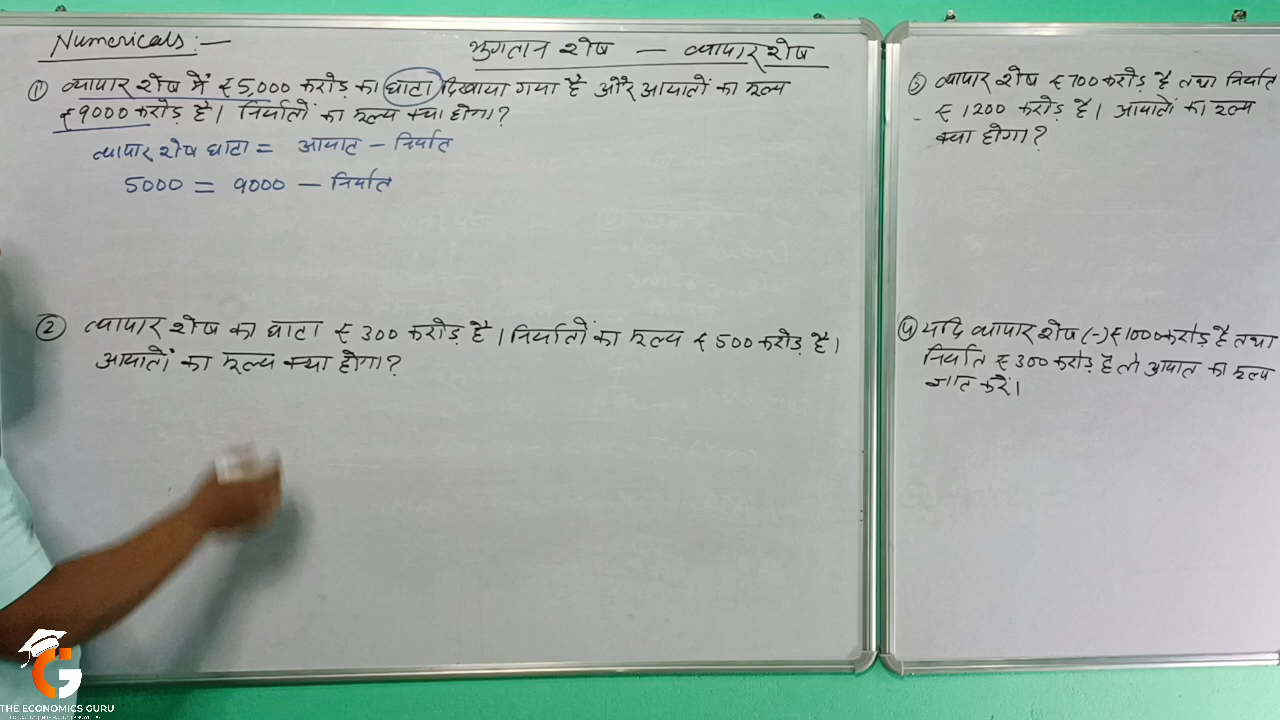 Numericals:—
भुगतान शेष — व्यापार शेष
① व्यापार शेष में ₹5,000 करोड़ का घाटा दिखाया गया है और आयातों का मूल्य
₹9000 करोड़ है। निर्यातों का मूल्य क्या होगा?
व्यापार शेष घाटा = आयात - निर्यात
5000 = 9000 - निर्यात
② व्यापार शेष का घाटा ₹300 करोड़ है। निर्यातों का मूल्य ₹500 करोड़ है।
आयातों का मूल्य क्या होगा?
③ व्यापार शेष ₹700 करोड़ है तथा निर्यात
₹1200 करोड़ है। आयातों का मूल्य
क्या होगा?
④ यदि व्यापार शेष (-)₹1000 करोड़ है तथा
निर्यात ₹300 करोड़ है तो आयात का मूल्य
ज्ञात करें।
THE ECONOMICS GURU